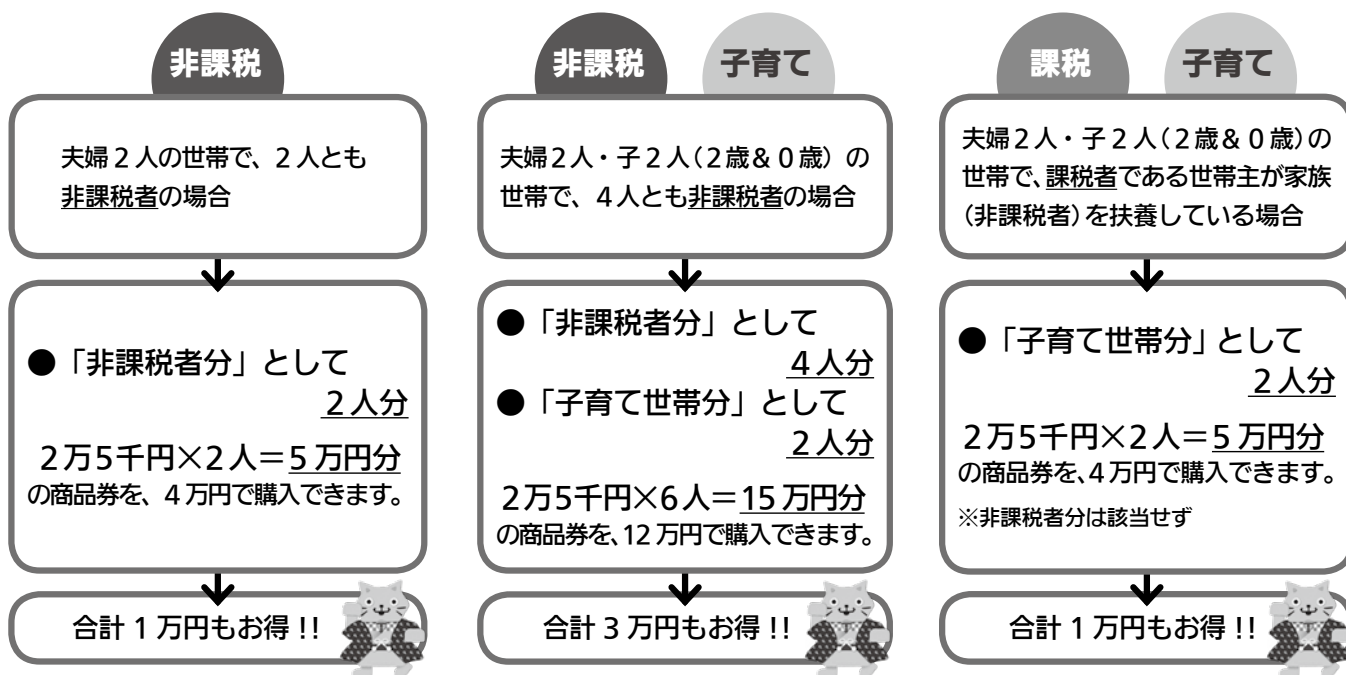 非課税
夫婦2人の世帯で、2人とも
非課税者の場合
●「非課税者分」として
2人分
2万5千円×2人＝5万円分
の商品券を、4万円で購入できます。
合計1万円もお得!!
非課税
子育て
夫婦2人・子2人（2歳&0歳）の
世帯で、4人とも非課税者の場合
●「非課税者分」として
4人分
●「子育て世帯分」として
2人分
2万5千円×6人＝15万円分
の商品券を、12万円で購入できます。
合計3万円もお得!!
課税
子育て
夫婦2人・子2人（2歳&0歳）の
世帯で、課税者である世帯主が家族
（非課税者）を扶養している場合
●「子育て世帯分」として
2人分
2万5千円×2人＝5万円分
の商品券を、4万円で購入できます。
※非課税者分は該当せず
合計1万円もお得!!